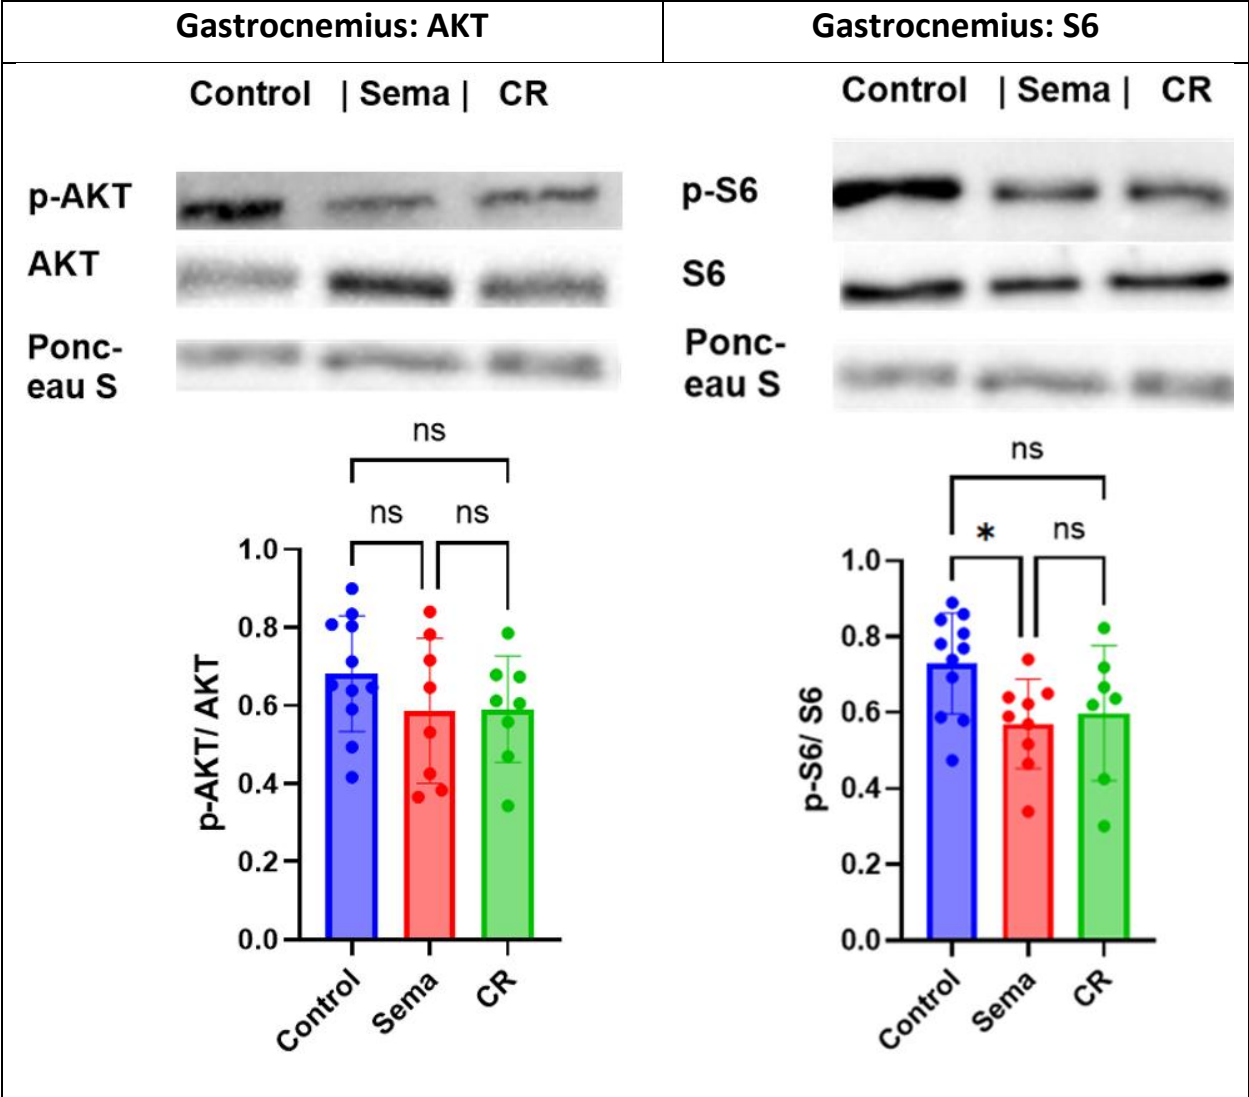 Gastrocnemius: AKT
Control | Sema | CR
p-AKT
AKT
Ponc-
eau S
ns
ns ns
1.0
0.8
0.6
0.4
0.2
0.0
p-AKT/ AKT
Control
Sema
CR
Gastrocnemius: S6
Control | Sema | CR
p-S6
S6
Ponc-
eau S
ns
* ns
1.0
0.8
0.6
0.4
0.2
0.0
p-S6/ S6
Control
Sema
CR